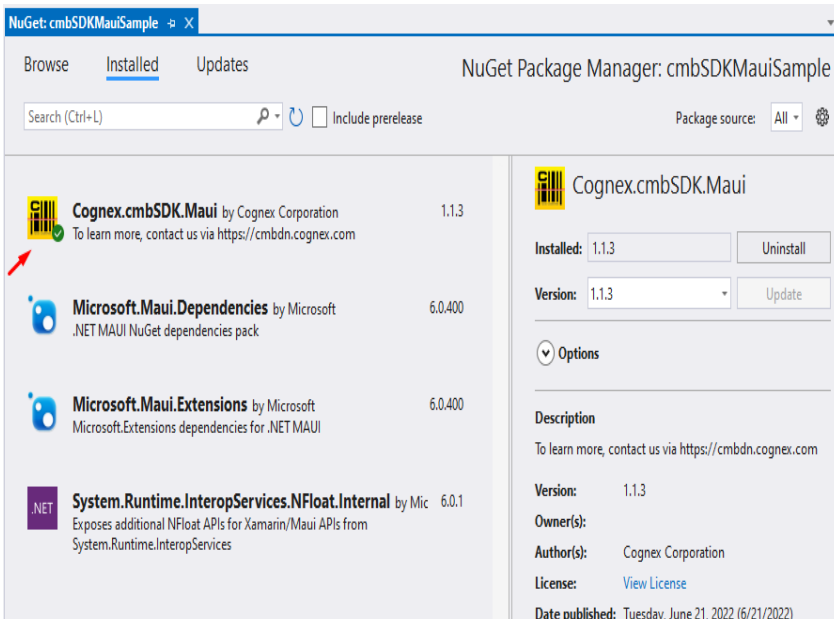 NuGet: cmbSDKMauiSample
Browse Installed Updates
NuGet Package Manager: cmbSDKMauiSample
Search (Ctrl+L)
Include prerelease
Package source: All
Cognex.cmbSDK.Maui by Cognex Corporation 1.1.3
To learn more, contact us via https://cmbdn.cognex.com
Microsoft.Maui.Dependencies by Microsoft 6.0.400
.NET MAUI NuGet dependencies pack
Microsoft.Maui.Extensions by Microsoft 6.0.400
Microsoft.Extensions dependencies for .NET MAUI
.NET
System.Runtime.InteropServices.NFloat.Internal by Mic 6.0.1
Exposes additional NFloat APIs for Xamarin/Maui APIs from
System.Runtime.InteropServices
Cognex.cmbSDK.Maui
Installed: 1.1.3 Uninstall
Version: 1.1.3 Update
Options
Description
To learn more, contact us via https://cmbdn.cognex.com
Version: 1.1.3
Owner(s):
Author(s): Cognex Corporation
License: View License
Date published: Tuesday, June 21, 2022 (6/21/2022)